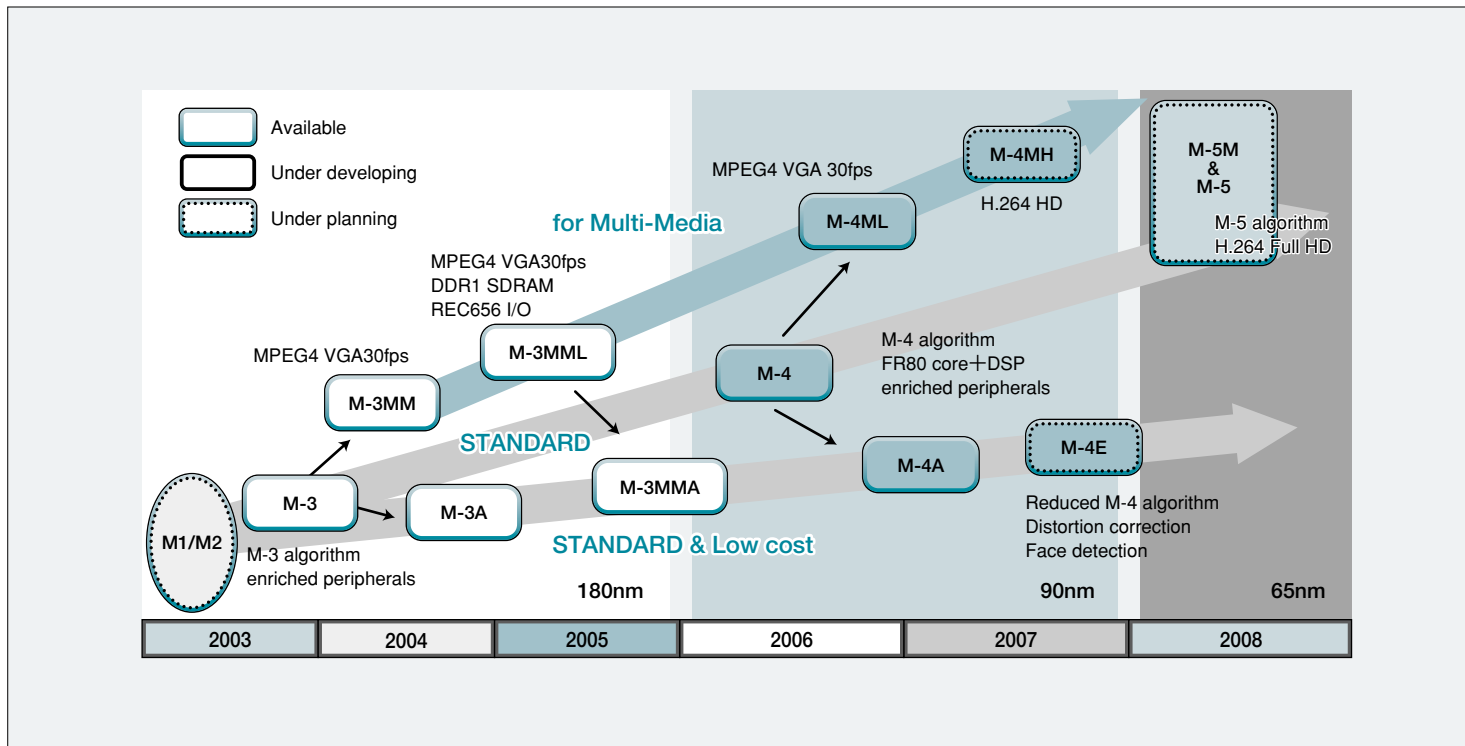 Available
Under developing
Under planning
for Multi-Media
MPEG4 VGA 30fps
M-4MH
H.264 HD
M-4ML
M-5M
&
M-5
M-5 algorithm
H.264 Full HD
MPEG4 VGA30fps
DDR1 SDRAM
REC656 I/O
M-3MML
MPEG4 VGA30fps
M-3MM
M-4
M-4 algorithm
FR80 core+DSP
enriched peripherals
STANDARD
M-3
M-3A
M-3MMA
M-4A
M-4E
M1/M2
M-3 algorithm
enriched peripherals
STANDARD & Low cost
Reduced M-4 algorithm
Distortion correction
Face detection
180nm
90nm
65nm
2003
2004
2005
2006
2007
2008